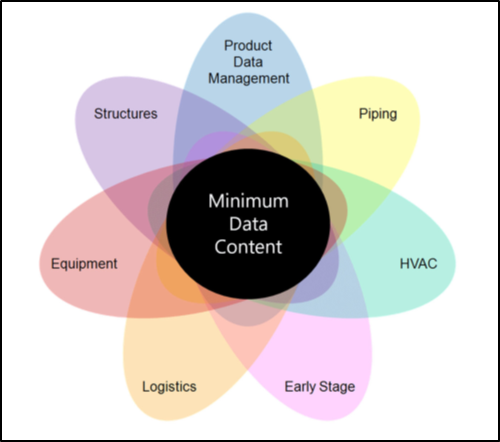 Product
Data
Management
Structures
Piping
Minimum
Data
Content
Equipment
HVAC
Logistics
Early Stage